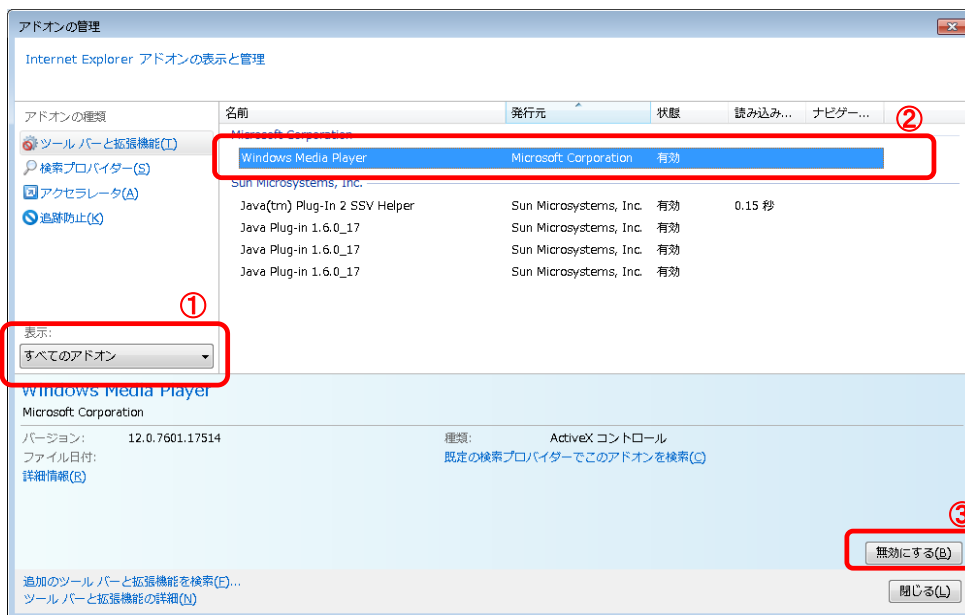 アドオンの管理
Internet Explorer アドオンの表示と管理
アドオンの種類
ツール バーと拡張機能(T)
検索プロバイダー(S)
アクセラレータ(A)
追跡防止(K)
①
表示:
すべてのアドオン
名前 発行元 状態 読み込み... ナビゲー...
②
Microsoft Corporation
Windows Media Player Microsoft Corporation 有効
Sun Microsystems, Inc.
Java(tm) Plug-In 2 SSV Helper Sun Microsystems, Inc. 有効 0.15 秒
Java Plug-in 1.6.0_17 Sun Microsystems, Inc. 有効
Java Plug-in 1.6.0_17 Sun Microsystems, Inc. 有効
Java Plug-in 1.6.0_17 Sun Microsystems, Inc. 有効
Windows Media Player
Microsoft Corporation
バージョン: 12.0.7601.17514 種類: ActiveX コントロール
ファイル日付: 既定の検索プロバイダーでこのアドオンを検索(C)
詳細情報(R)
③
無効にする(B)
追加のツール バーと拡張機能を検索(F)...
ツール バーと拡張機能の詳細(N)
閉じる(L)